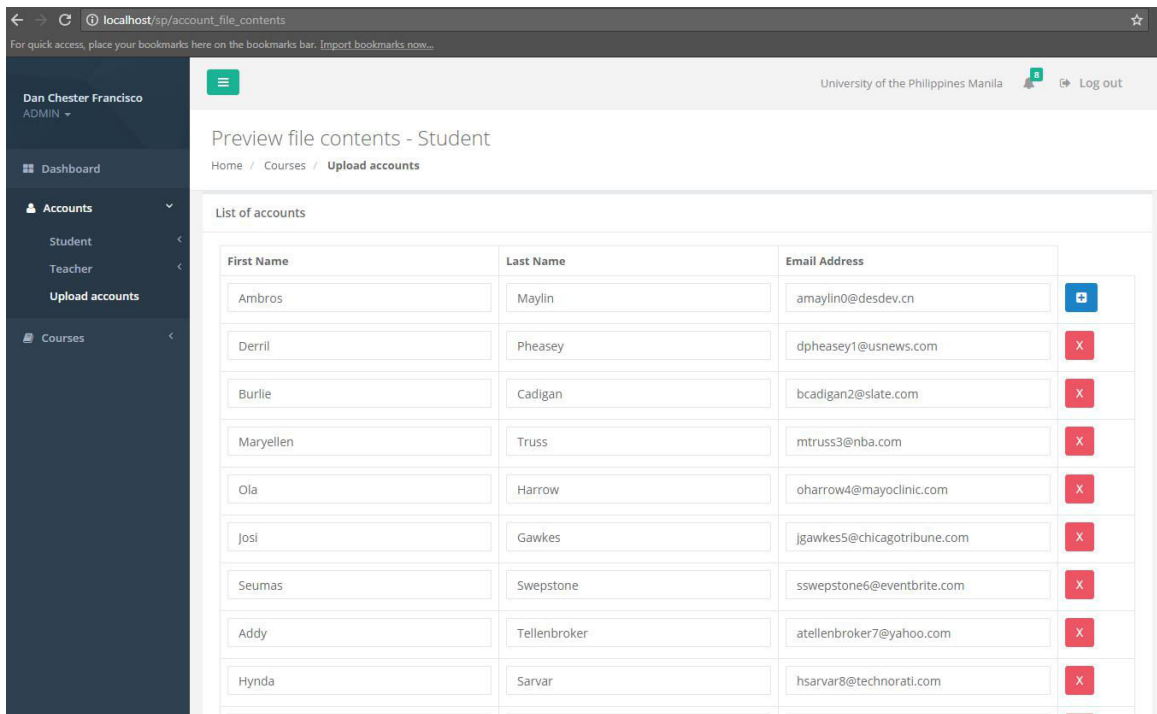 localhost/sp/account_file_contents
For quick access, place your bookmarks here on the bookmarks bar. Import bookmarks now...
Dan Chester Francisco
ADMIN
Dashboard
Accounts
Student
Teacher
Upload accounts
Courses
University of the Philippines Manila 8 Log out
Preview file contents - Student
Home / Courses / Upload accounts
List of accounts
First Name Last Name Email Address
Ambros Maylin amaylin0@desdev.cn
Derril Pheasey dpheasey1@usnews.com X
Burlie Cadigan bcadigan2@slate.com X
Maryellen Truss mtruss3@nba.com X
Ola Harrow oharrow4@mayoclinic.com X
Josi Gawkes jgawkes5@chicagotribune.com X
Seumas Swepstone sswepstone6@eventbrite.com X
Addy Tellenbroker atellenbroker7@yahoo.com X
Hynda Sarvar hsarvar8@technorati.com X